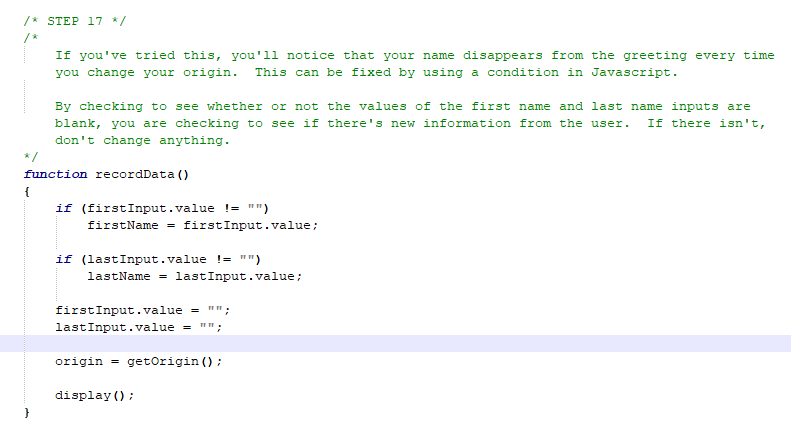 /* STEP 17 */
/*
If you've tried this, you'll notice that your name disappears from the greeting every time
you change your origin.  This can be fixed by using a condition in Javascript.
By checking to see whether or not the values of the first name and last name inputs are
blank, you are checking to see if there's new information from the user.  If there isn't,
don't change anything.
*/
function recordData()
{
if (firstInput.value != "")
firstName = firstInput.value;
if (lastInput.value != "")
lastName = lastInput.value;
firstInput.value = "";
lastInput.value = "";
origin = getOrigin();
display();
}